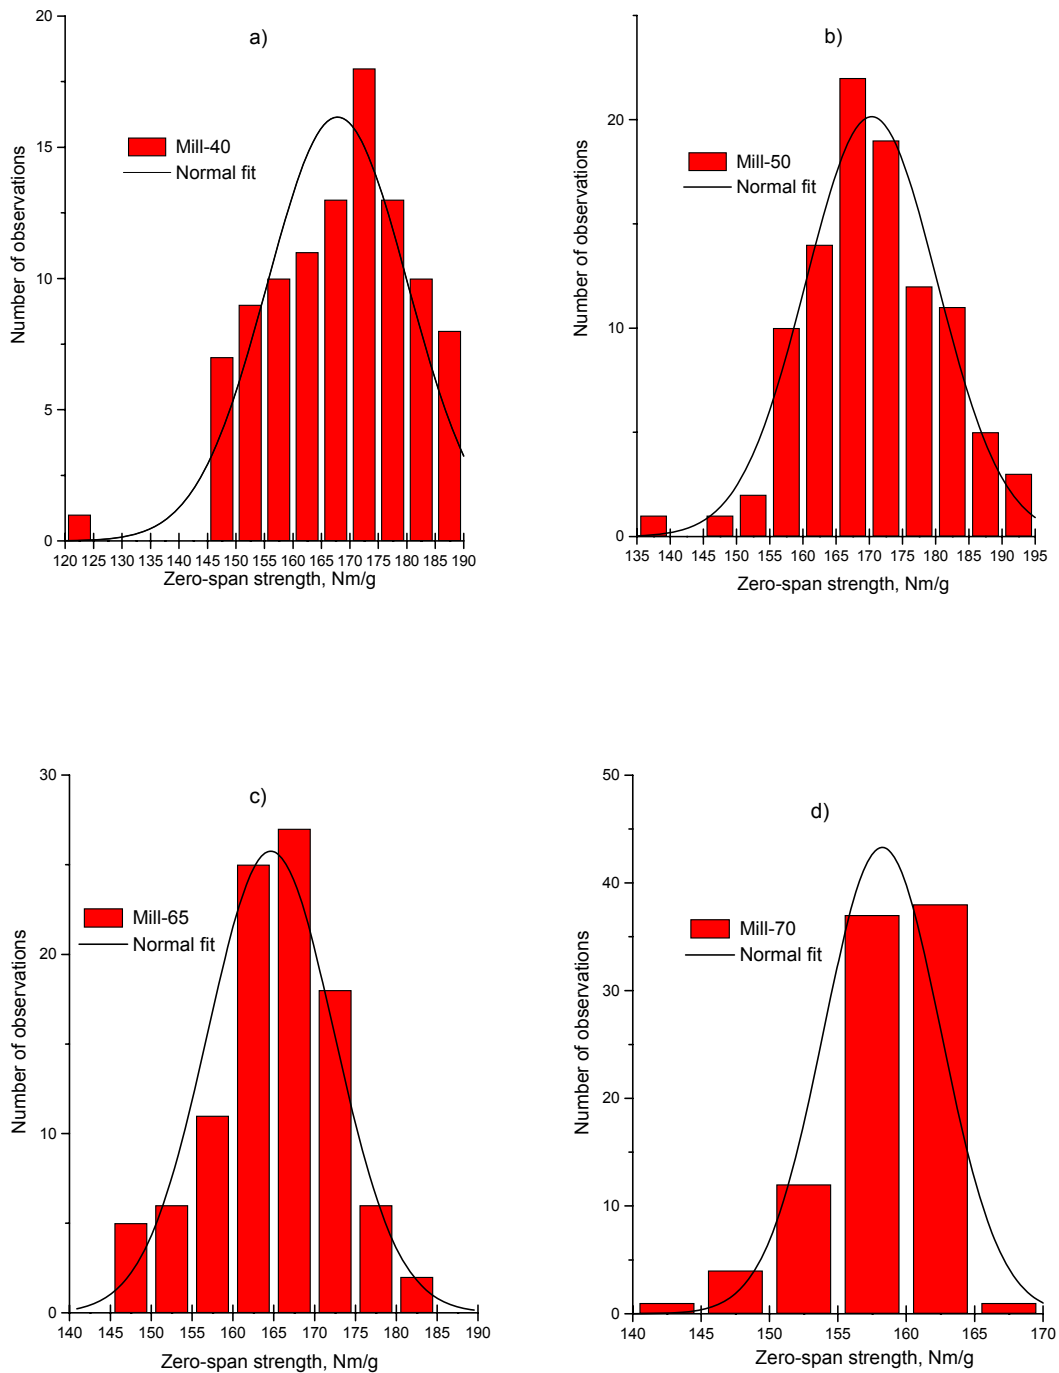 a)
20
15
10
5
0
Number of observations
Mill-40
Normal fit
120 125 130 135 140 145 150 155 160 165 170 175 180 185 190
Zero-span strength, Nm/g
b)
20
10
0
Number of observations
Mill-50
Normal fit
135 140 145 150 155 160 165 170 175 180 185 190 195
Zero-span strength, Nm/g
c)
30
20
10
0
Number of observations
Mill-65
Normal fit
140 145 150 155 160 165 170 175 180 185 190
Zero-span strength, Nm/g
d)
50
40
30
20
10
0
Number of observations
Mill-70
Normal fit
140 145 150 155 160 165 170
Zero-span strength, Nm/g